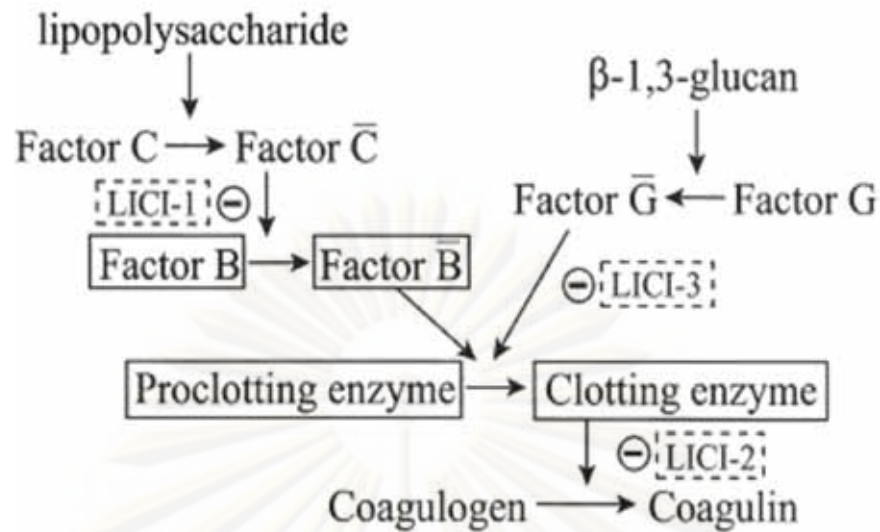 lipopolysaccharide
β-1,3-glucan
Factor C Factor C̅
LICI-1
Factor G̅ Factor G
Factor B Factor B̅
LICI-3
Proclotting enzyme Clotting enzyme
LICI-2
Coagulogen Coagulin